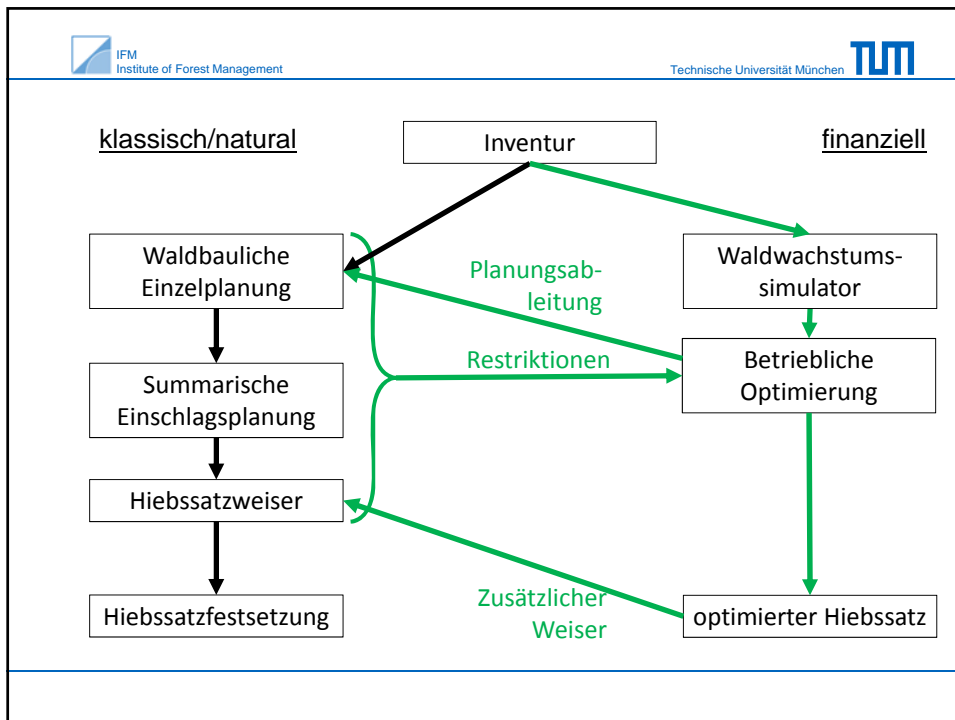 IFM
Institute of Forest Management
Technische Universität München
TUM
klassisch/natural
Inventur
finanziell
Waldbauliche
Einzelplanung
Planungsab-
leitung
Waldwachstums-
simulator
Restriktionen
Betriebliche
Optimierung
Summarische
Einschlagsplanung
Hiebssatzweiser
Zusätzlicher
Weiser
Hiebssatzfestsetzung
optimierter Hiebssatz